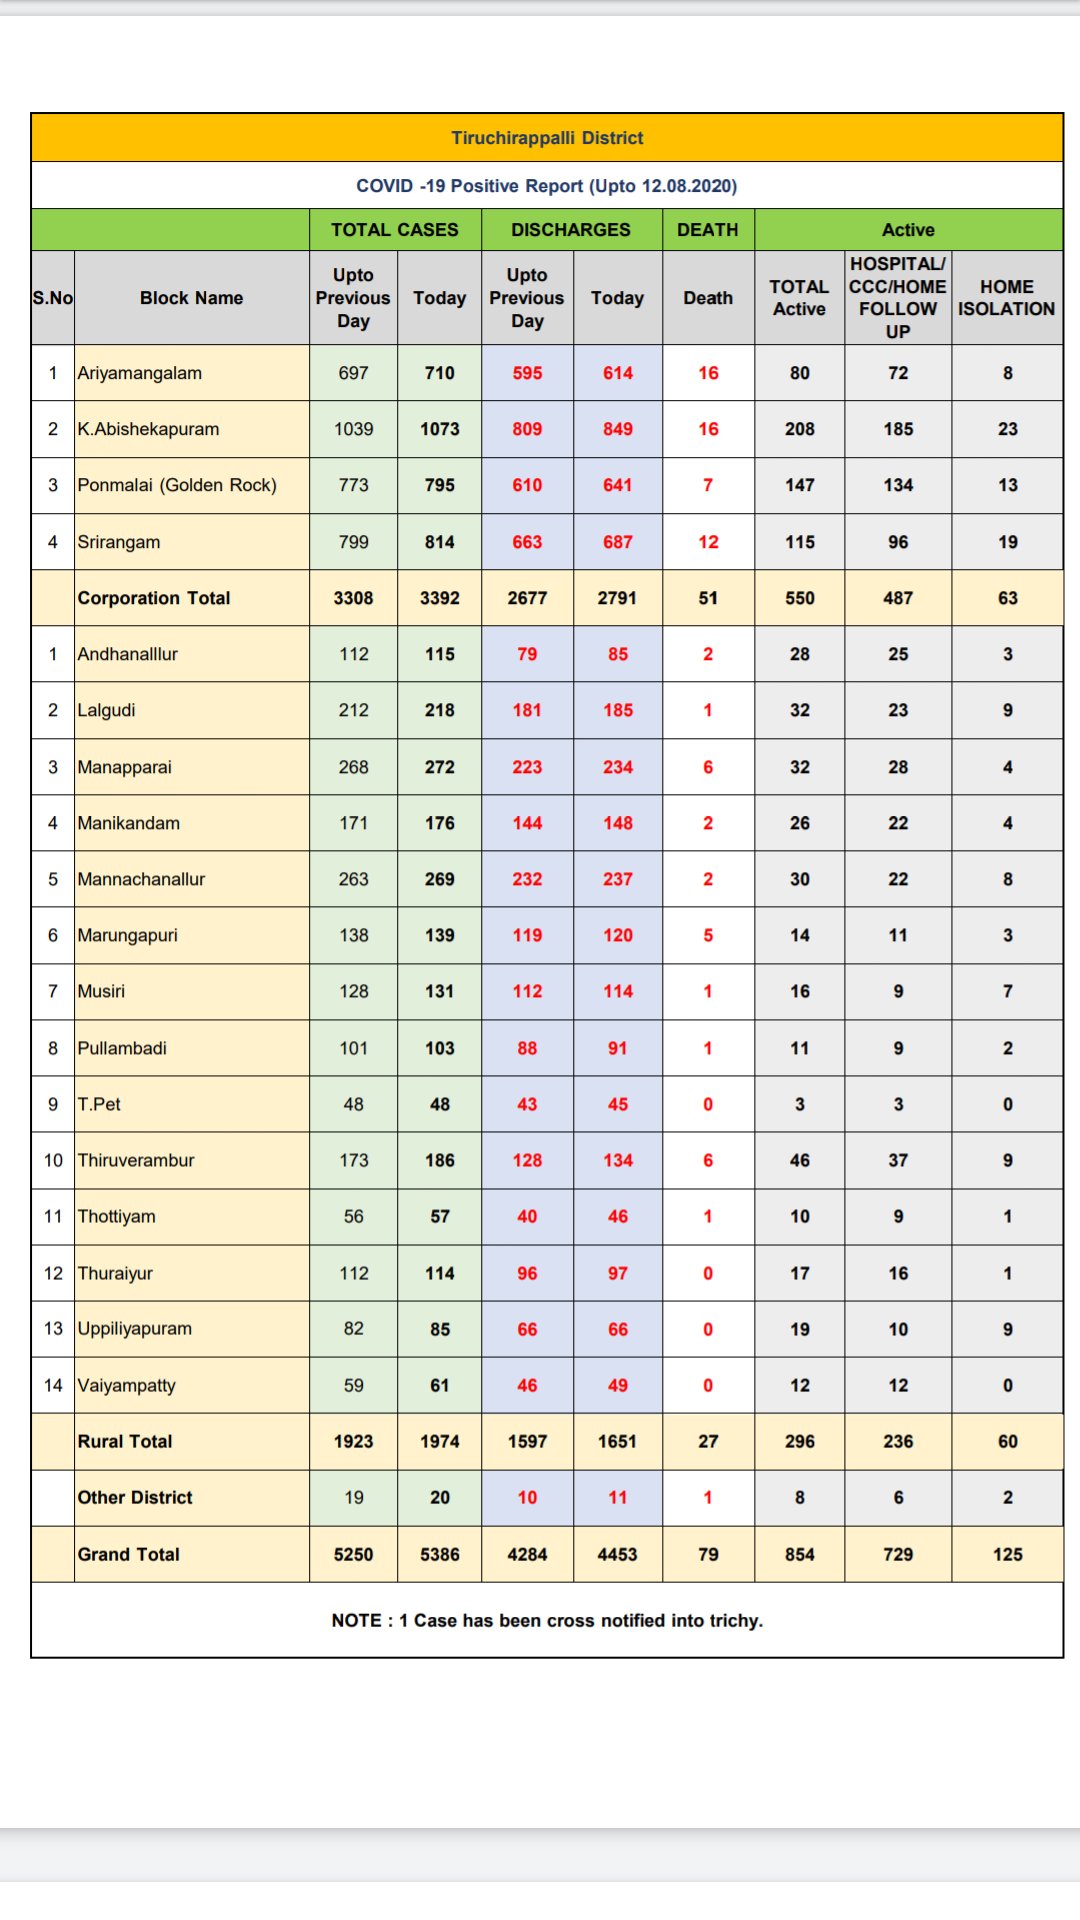 Tiruchirappalli District
COVID -19 Positive Report (Upto 12.08.2020)
TOTAL CASES DISCHARGES DEATH Active
S.No Block Name Upto Previous Day Today Upto Previous Day Today Death TOTAL Active HOSPITAL/ CCC/HOME FOLLOW UP HOME ISOLATION
1 Ariyamangalam 697 710 595 614 16 80 72 8
2 K.Abishekapuram 1039 1073 809 849 16 208 185 23
3 Ponmalai (Golden Rock) 773 795 610 641 7 147 134 13
4 Srirangam 799 814 663 687 12 115 96 19
Corporation Total 3308 3392 2677 2791 51 550 487 63
1 Andhanalllur 112 115 79 85 2 28 25 3
2 Lalgudi 212 218 181 185 1 32 23 9
3 Manapparai 268 272 223 234 6 32 28 4
4 Manikandam 171 176 144 148 2 26 22 4
5 Mannachanallur 263 269 232 237 2 30 22 8
6 Marungapuri 138 139 119 120 5 14 11 3
7 Musiri 128 131 112 114 1 16 9 7
8 Pullambadi 101 103 88 91 1 11 9 2
9 T.Pet 48 48 43 45 0 3 3 0
10 Thiruverambur 173 186 128 134 6 46 37 9
11 Thottiyam 56 57 40 46 1 10 9 1
12 Thuraiyur 112 114 96 97 0 17 16 1
13 Uppiliyapuram 82 85 66 66 0 19 10 9
14 Vaiyampatty 59 61 46 49 0 12 12 0
Rural Total 1923 1974 1597 1651 27 296 236 60
Other District 19 20 10 11 1 8 6 2
Grand Total 5250 5386 4284 4453 79 854 729 125
NOTE : 1 Case has been cross notified into trichy.